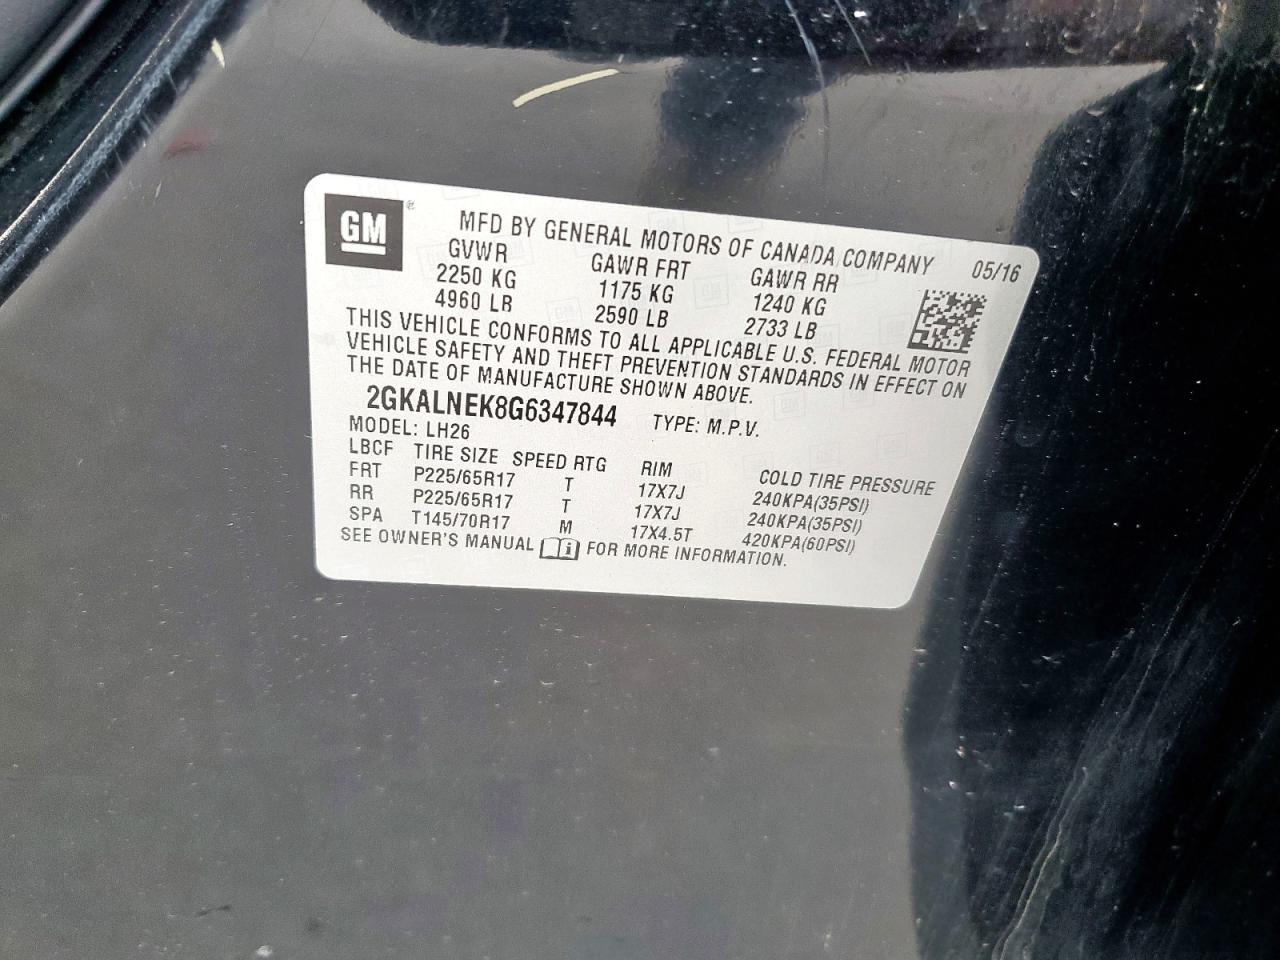 GM ®
MFD BY GENERAL MOTORS OF CANADA COMPANY 05/16
GVWR GAWR FRT GAWR RR
2250 KG 1175 KG 1240 KG
4960 LB 2590 LB 2733 LB
THIS VEHICLE CONFORMS TO ALL APPLICABLE U.S. FEDERAL MOTOR
VEHICLE SAFETY AND THEFT PREVENTION STANDARDS IN EFFECT ON
THE DATE OF MANUFACTURE SHOWN ABOVE.
2GKALNEK8G6347844 TYPE: M.P.V.
MODEL: LH26
LBCF TIRE SIZE SPEED RTG RIM COLD TIRE PRESSURE
FRT P225/65R17 T 17X7J 240KPA(35PSI)
RR P225/65R17 T 17X7J 240KPA(35PSI)
SPA T145/70R17 M 17X4.5T 420KPA(60PSI)
SEE OWNER'S MANUAL i FOR MORE INFORMATION.